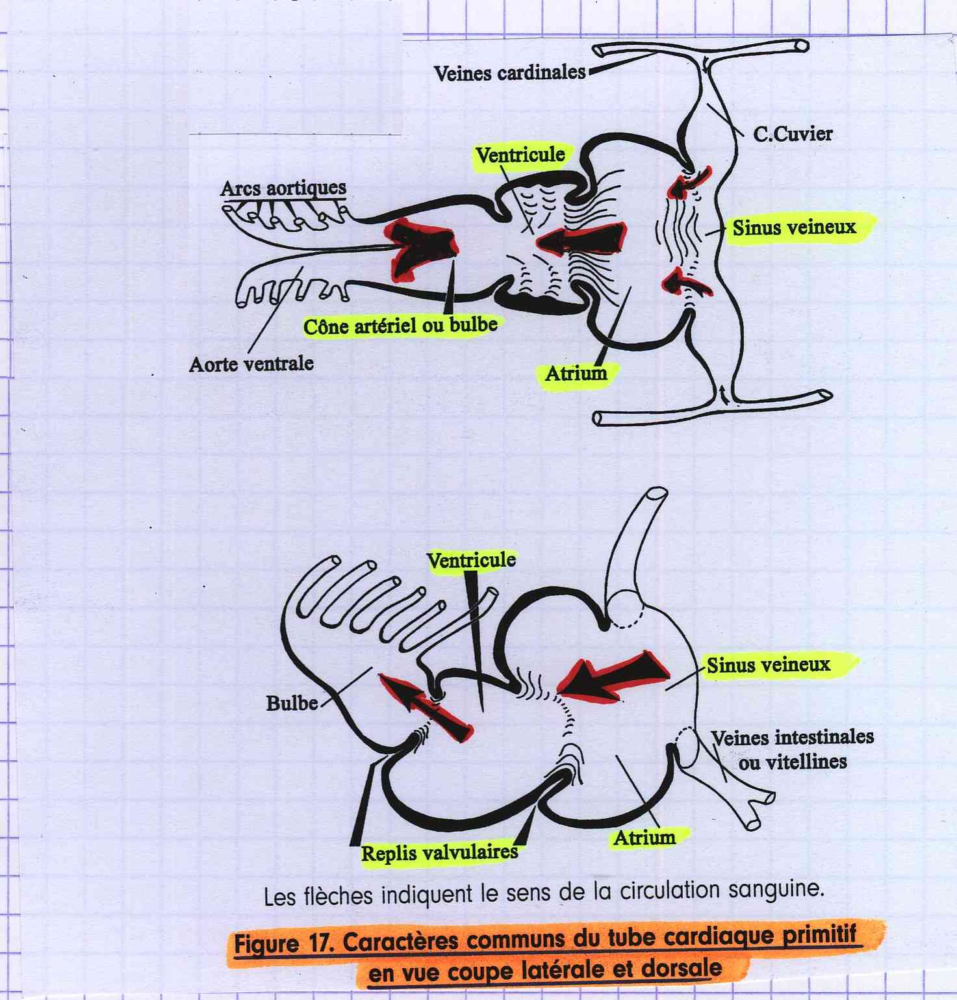 Veines cardinales
C.Cuvier
Ventricule
Arcs aortiques
Sinus veineux
Cône artériel ou bulbe
Aorte ventrale
Atrium
Ventricule
Sinus veineux
Bulbe
Veines intestinales
ou vitellines
Atrium
Replis valvulaires
Les flèches indiquent le sens de la circulation sanguine.
Figure 17. Caractères communs du tube cardiaque primitif
en vue coupe latérale et dorsale